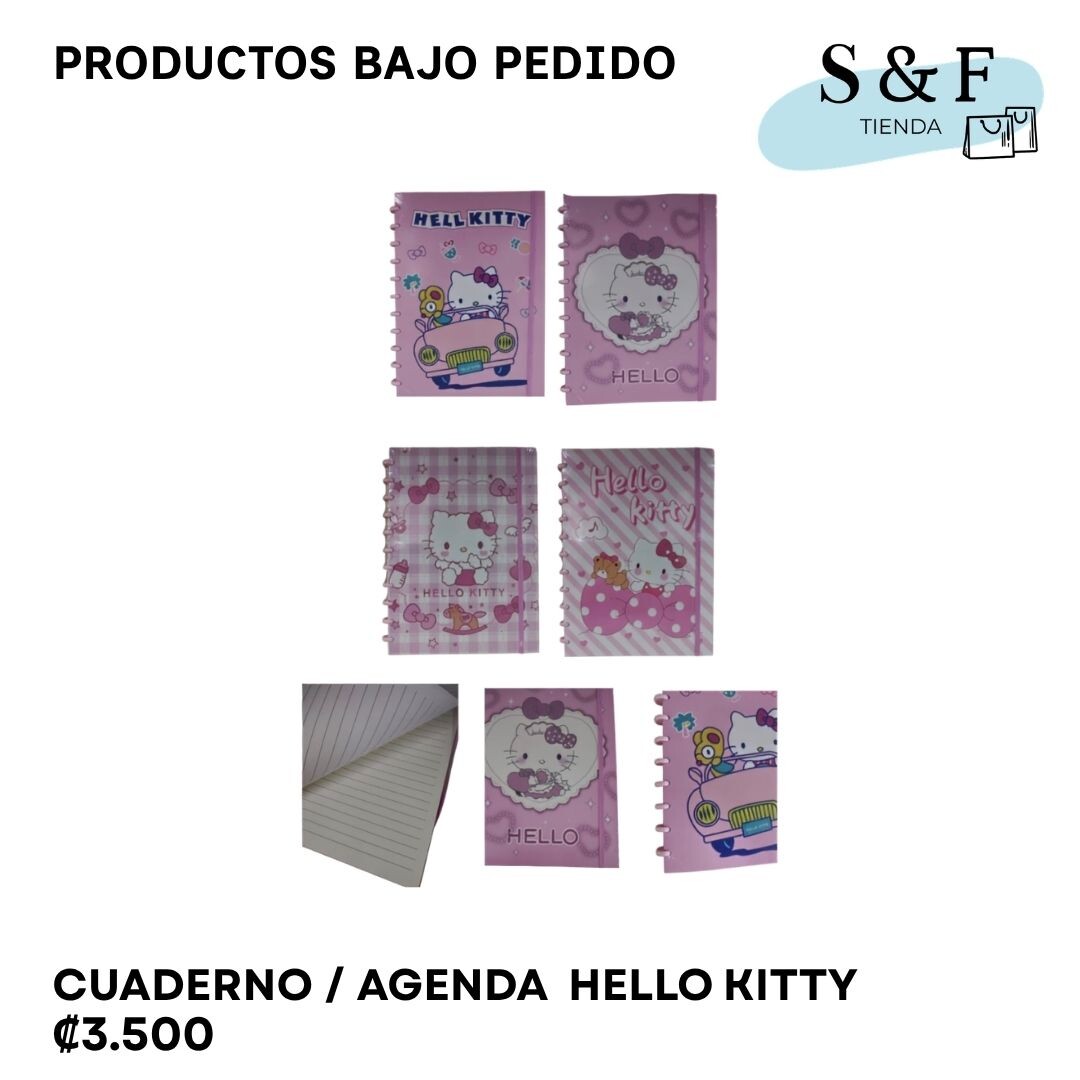 PRODUCTOS BAJO PEDIDO
S & F
TIENDA
HELL KITTY
HELLO
HELLO KITTY
Hello
kitty
HELLO
CUADERNO / AGENDA HELLO KITTY
₡3.500